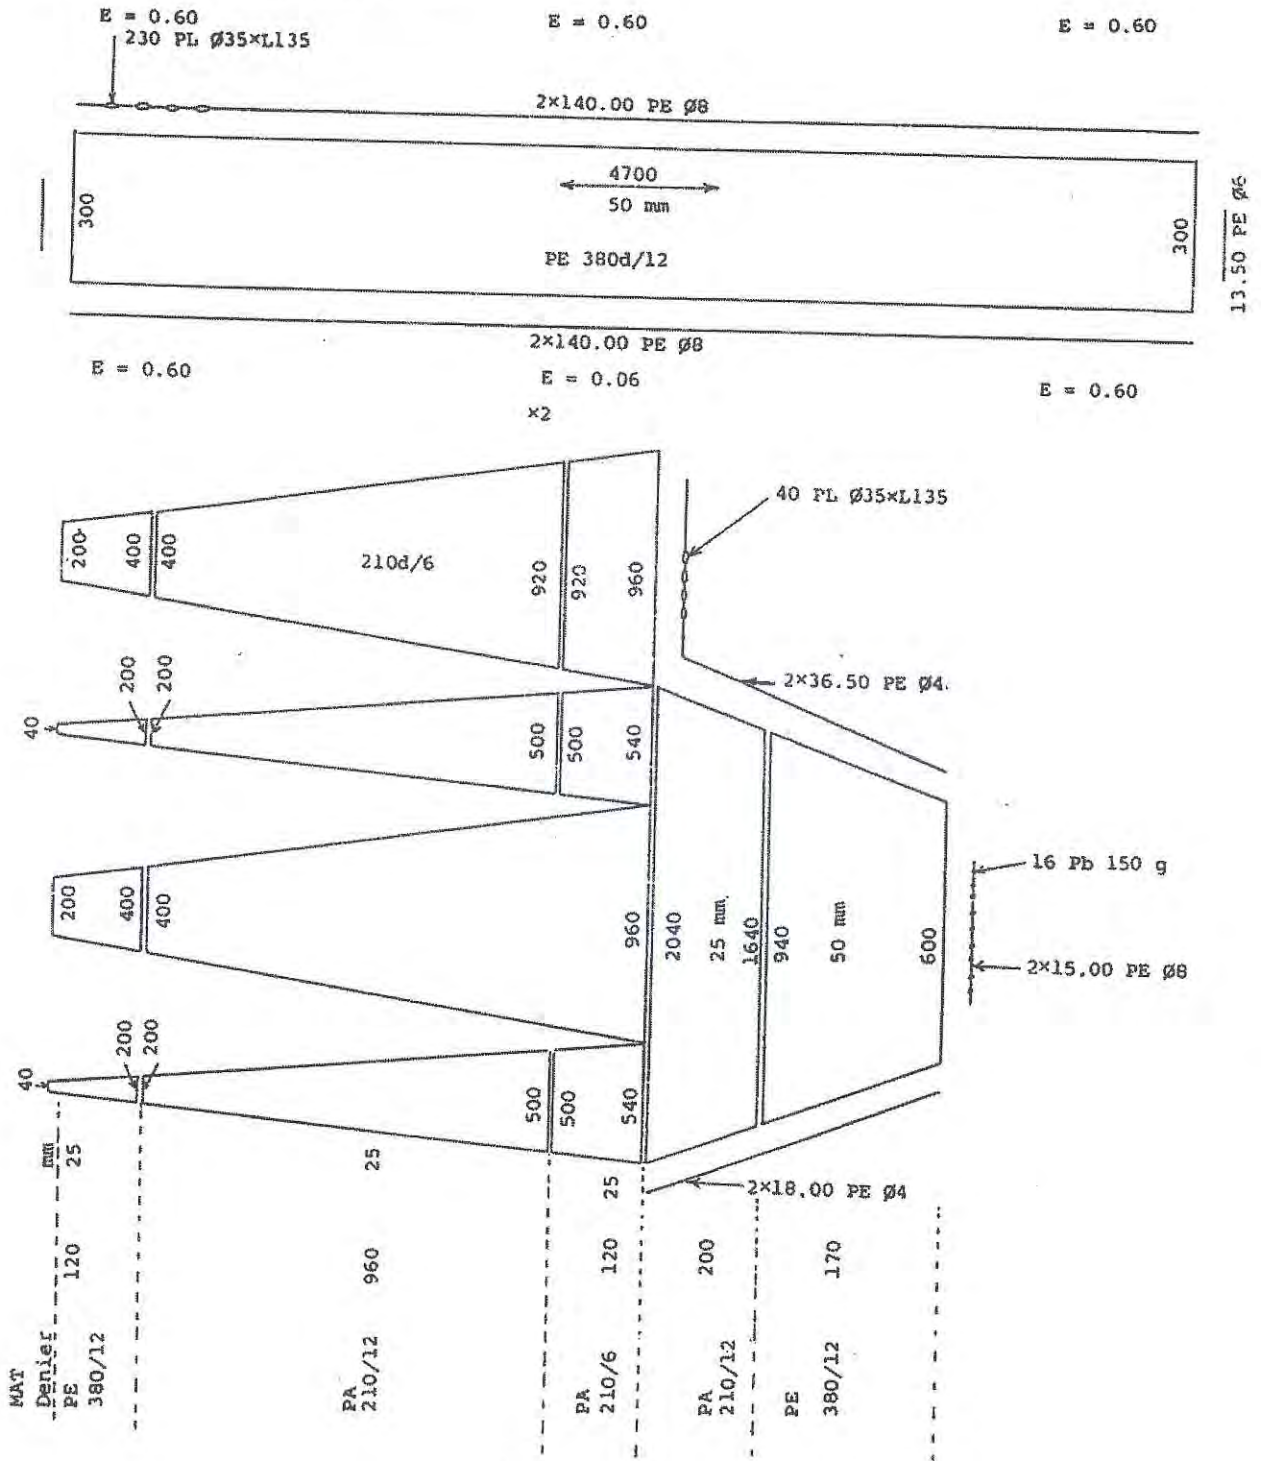 E = 0.60
E = 0.60
E = 0.60
230 PL Ø35×L135
2×140.00 PE Ø8
4700
50 mm
300
300
PE 380d/12
13.50 PE Ø6
2×140.00 PE Ø8
E = 0.60
E = 0.06
E = 0.60
×2
40 PL Ø35×L135
200
400
400
210d/6
920
920
960
2×36.50 PE Ø4
40
200
200
500
500
540
16 Pb 150 g
200
400
400
960
2040
25 mm
1640
940
50 mm
600
2×15.00 PE Ø8
40
200
200
500
500
540
2×18.00 PE Ø4
mm
25
25
25
120
960
120
200
170
MAT
Denier
PE
380/12
PA
210/12
PA
210/6
PA
210/12
PE
380/12